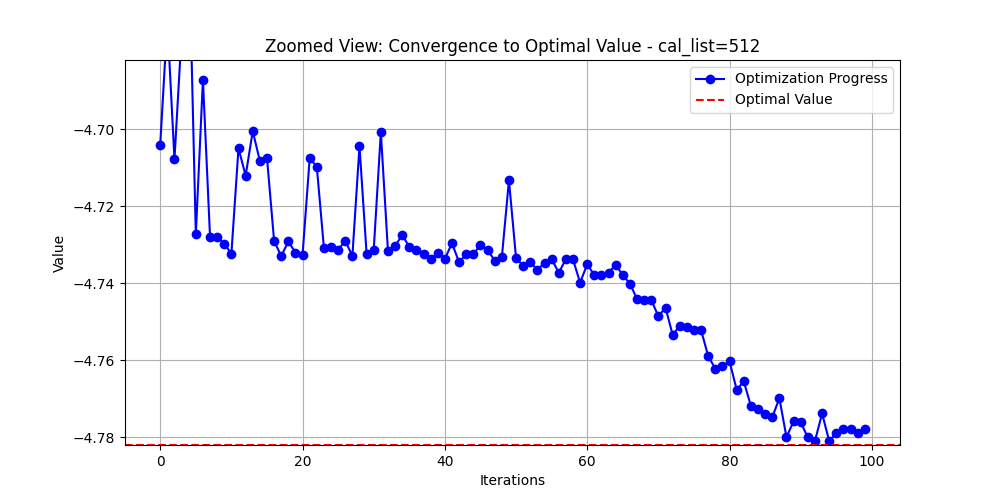 Zoomed View: Convergence to Optimal Value - cal_list=512
Optimization Progress
Optimal Value
−4.70
−4.72
−4.74
−4.76
−4.78
Value
0 20 40 60 80 100
Iterations